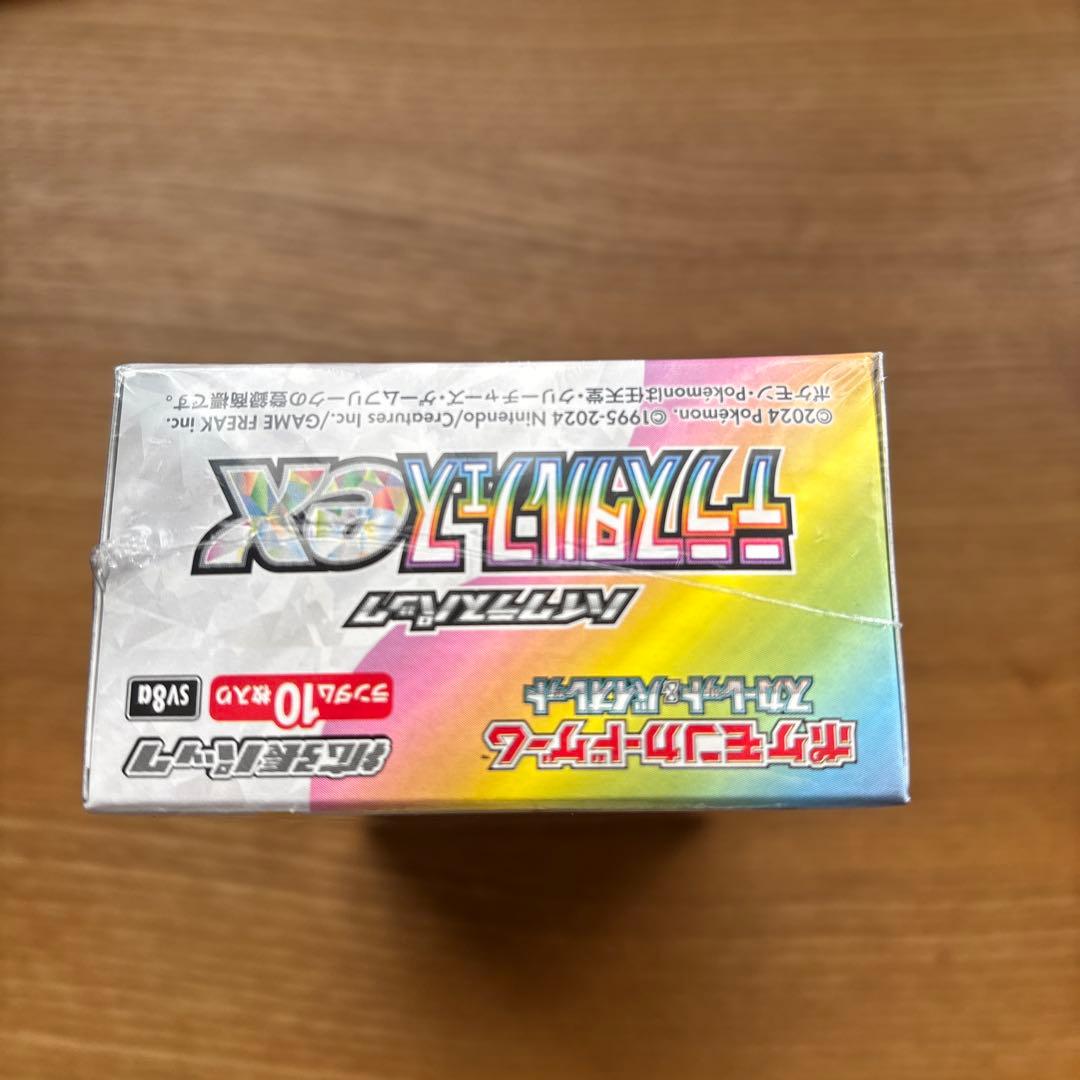 ポケモンカードゲーム
スカーレット&バイオレット
拡張パック
ランダム10枚入り
SV8a
ハイクラスパック
テラスタルフェスex
©2024 Pokémon. ©1995-2024 Nintendo/Creatures Inc./GAME FREAK inc.
ポケモン・Pokémonは任天堂・クリーチャーズ・ゲームフリークの登録商標です。